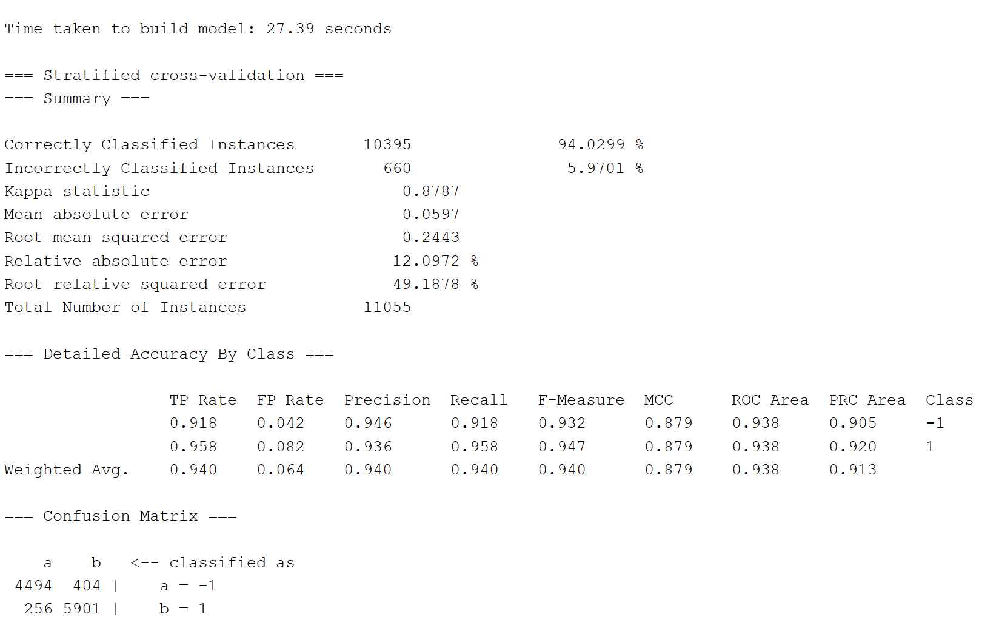 Time taken to build model: 27.39 seconds
=== Stratified cross-validation ===
=== Summary ===
Correctly Classified Instances       10395               94.0299 %
Incorrectly Classified Instances       660                5.9701 %
Kappa statistic                          0.8787
Mean absolute error                      0.0597
Root mean squared error                  0.2443
Relative absolute error                 12.0972 %
Root relative squared error             49.1878 %
Total Number of Instances            11055
=== Detailed Accuracy By Class ===
                 TP Rate  FP Rate  Precision  Recall   F-Measure  MCC      ROC Area  PRC Area  Class
                 0.918    0.042    0.946      0.918    0.932      0.879    0.938     0.905     -1
                 0.958    0.082    0.936      0.958    0.947      0.879    0.938     0.920     1
Weighted Avg.    0.940    0.064    0.940      0.940    0.940      0.879    0.938     0.913
=== Confusion Matrix ===
    a    b   <-- classified as
 4494  404 |    a = -1
  256 5901 |    b = 1